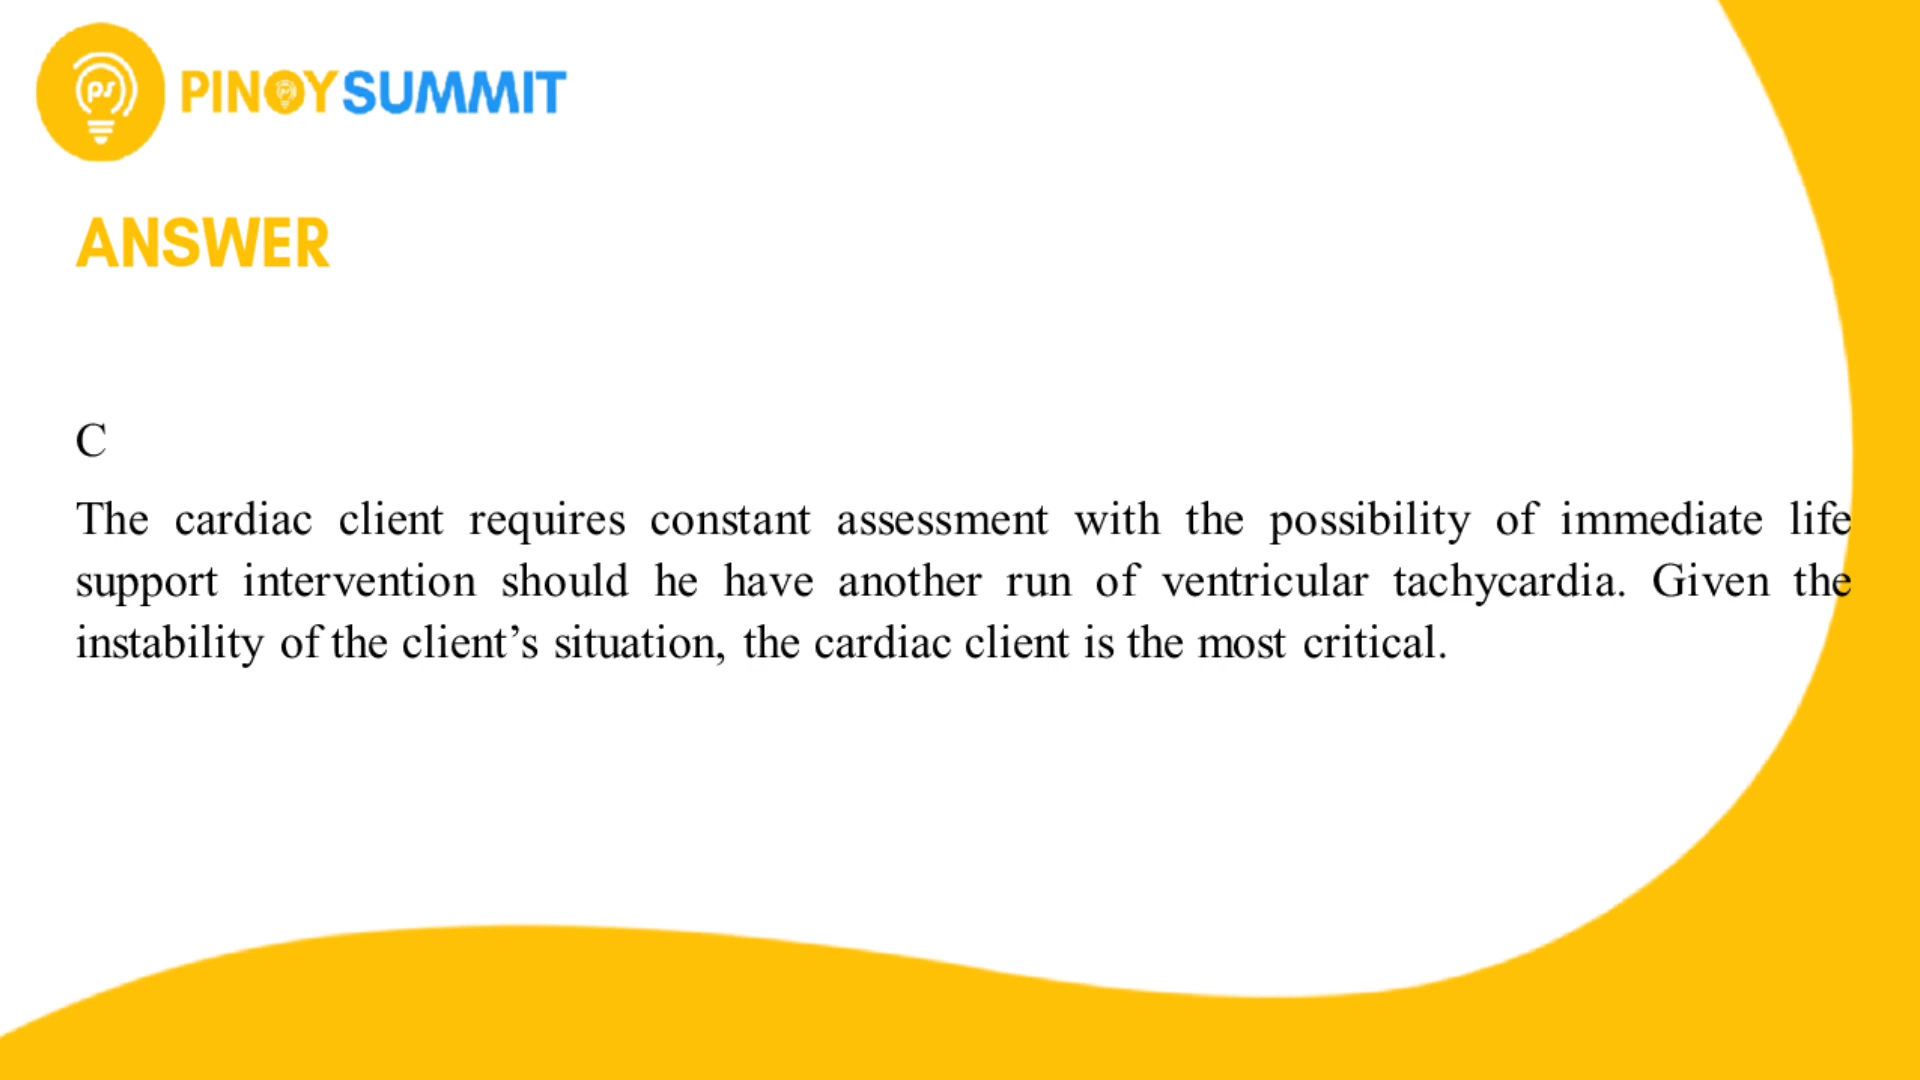 PINOYSUMMIT
ANSWER
C
The cardiac client requires constant assessment with the possibility of immediate life
support intervention should he have another run of ventricular tachycardia. Given the
instability of the client’s situation, the cardiac client is the most critical.